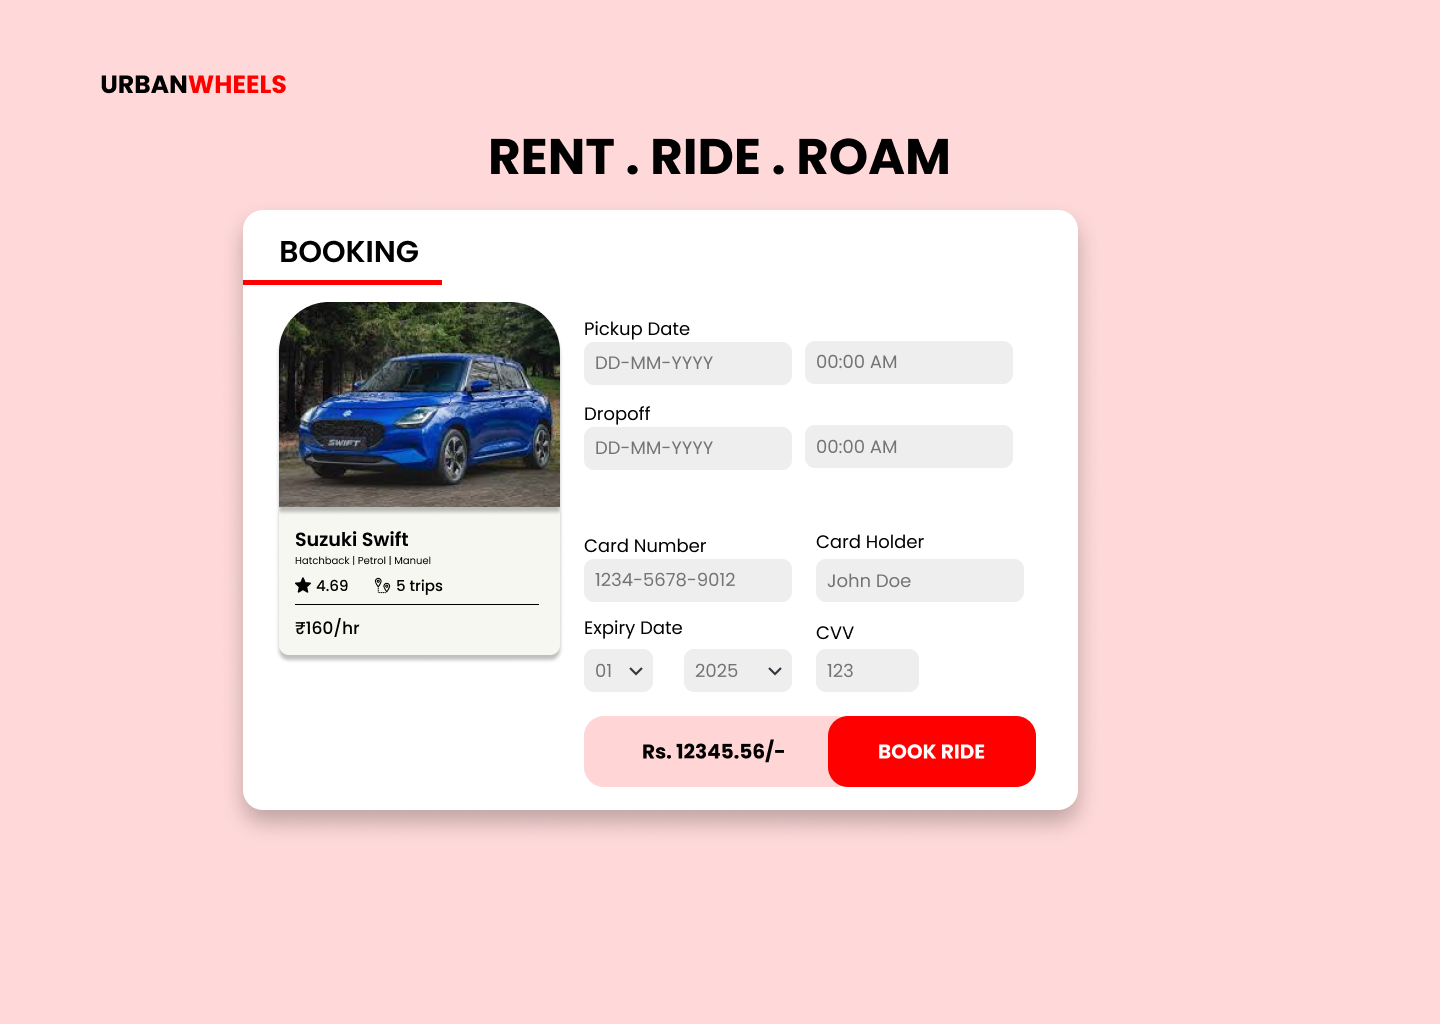 URBANWHEELS
RENT . RIDE . ROAM
BOOKING
SWIFT
Suzuki Swift
Hatchback | Petrol | Manuel
4.69 5 trips
₹160/hr
Pickup Date
DD-MM-YYYY 00:00 AM
Dropoff
DD-MM-YYYY 00:00 AM
Card Number Card Holder
1234-5678-9012 John Doe
Expiry Date CVV
01 2025 123
Rs. 12345.56/- BOOK RIDE